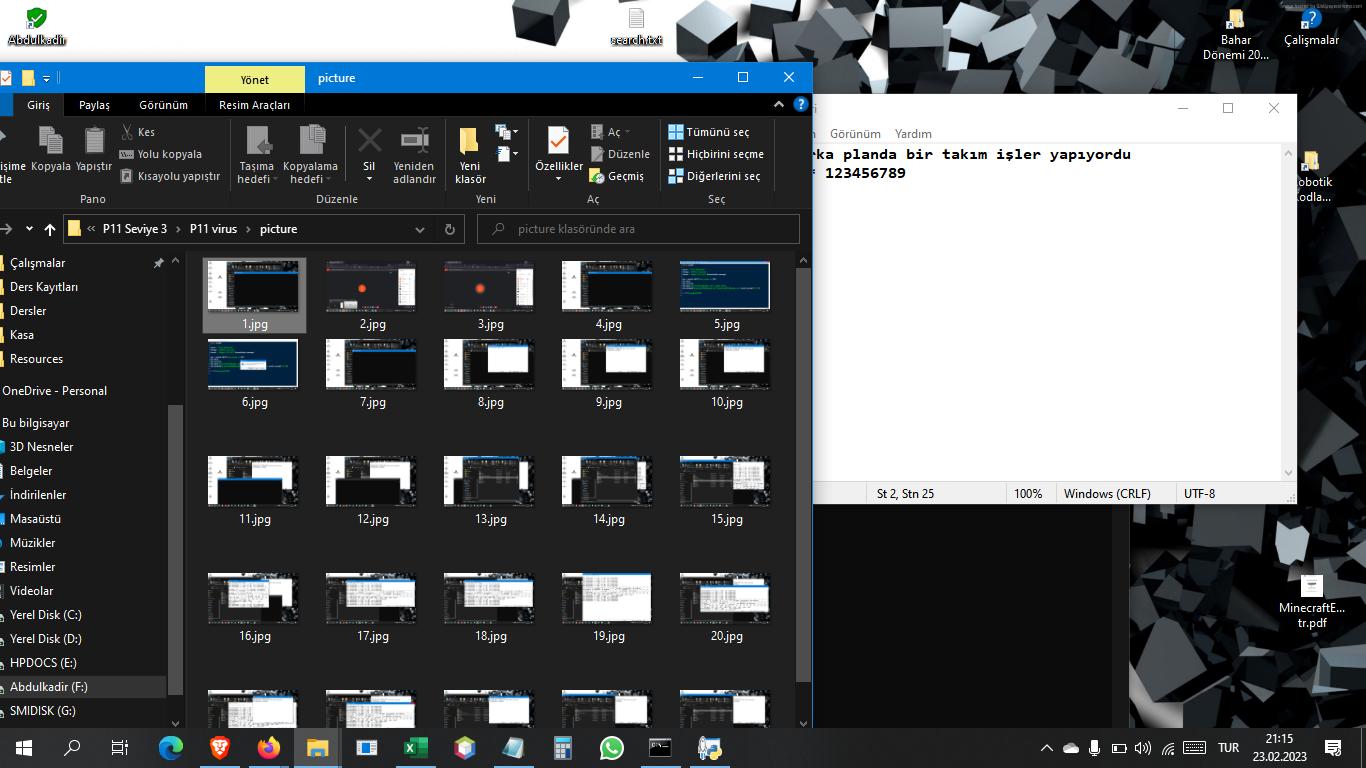 Abdulkadir
search.txt
Bahar
Dönemi 20...
Çalışmalar
Yönet
picture
Giriş
Paylaş
Görünüm
Resim Araçları
Kopyala
Yapıştır
Kes
Yolu kopyala
Kısayolu yapıştır
Pano
Taşıma
hedefi
Kopyalama
hedefi
Sil
Yeniden
adlandır
Düzenle
Yeni
klasör
Yeni
Özellikler
Aç
Düzenle
Geçmiş
Aç
Tümünü seç
Hiçbirini seçme
Diğerlerini seç
Seç
« P11 Seviye 3 > P11 virus > picture
picture klasöründe ara
Çalışmalar
Ders Kayıtları
Dersler
Kasa
Resources
OneDrive - Personal
Bu bilgisayar
3D Nesneler
Belgeler
İndirilenler
Masaüstü
Müzikler
Resimler
Videolar
Yerel Disk (C:)
Yerel Disk (D:)
HPDOCS (E:)
Abdulkadir (F:)
SMIDISK (G:)
1.jpg
2.jpg
3.jpg
4.jpg
5.jpg
6.jpg
7.jpg
8.jpg
9.jpg
10.jpg
11.jpg
12.jpg
13.jpg
14.jpg
15.jpg
16.jpg
17.jpg
18.jpg
19.jpg
20.jpg
Görünüm
Yardım
planda bir takım işler yapıyordu
123456789
St 2, Stn 25
100%
Windows (CRLF)
UTF-8
MinecraftE...
tr.pdf
TUR
21:15
23.02.2023